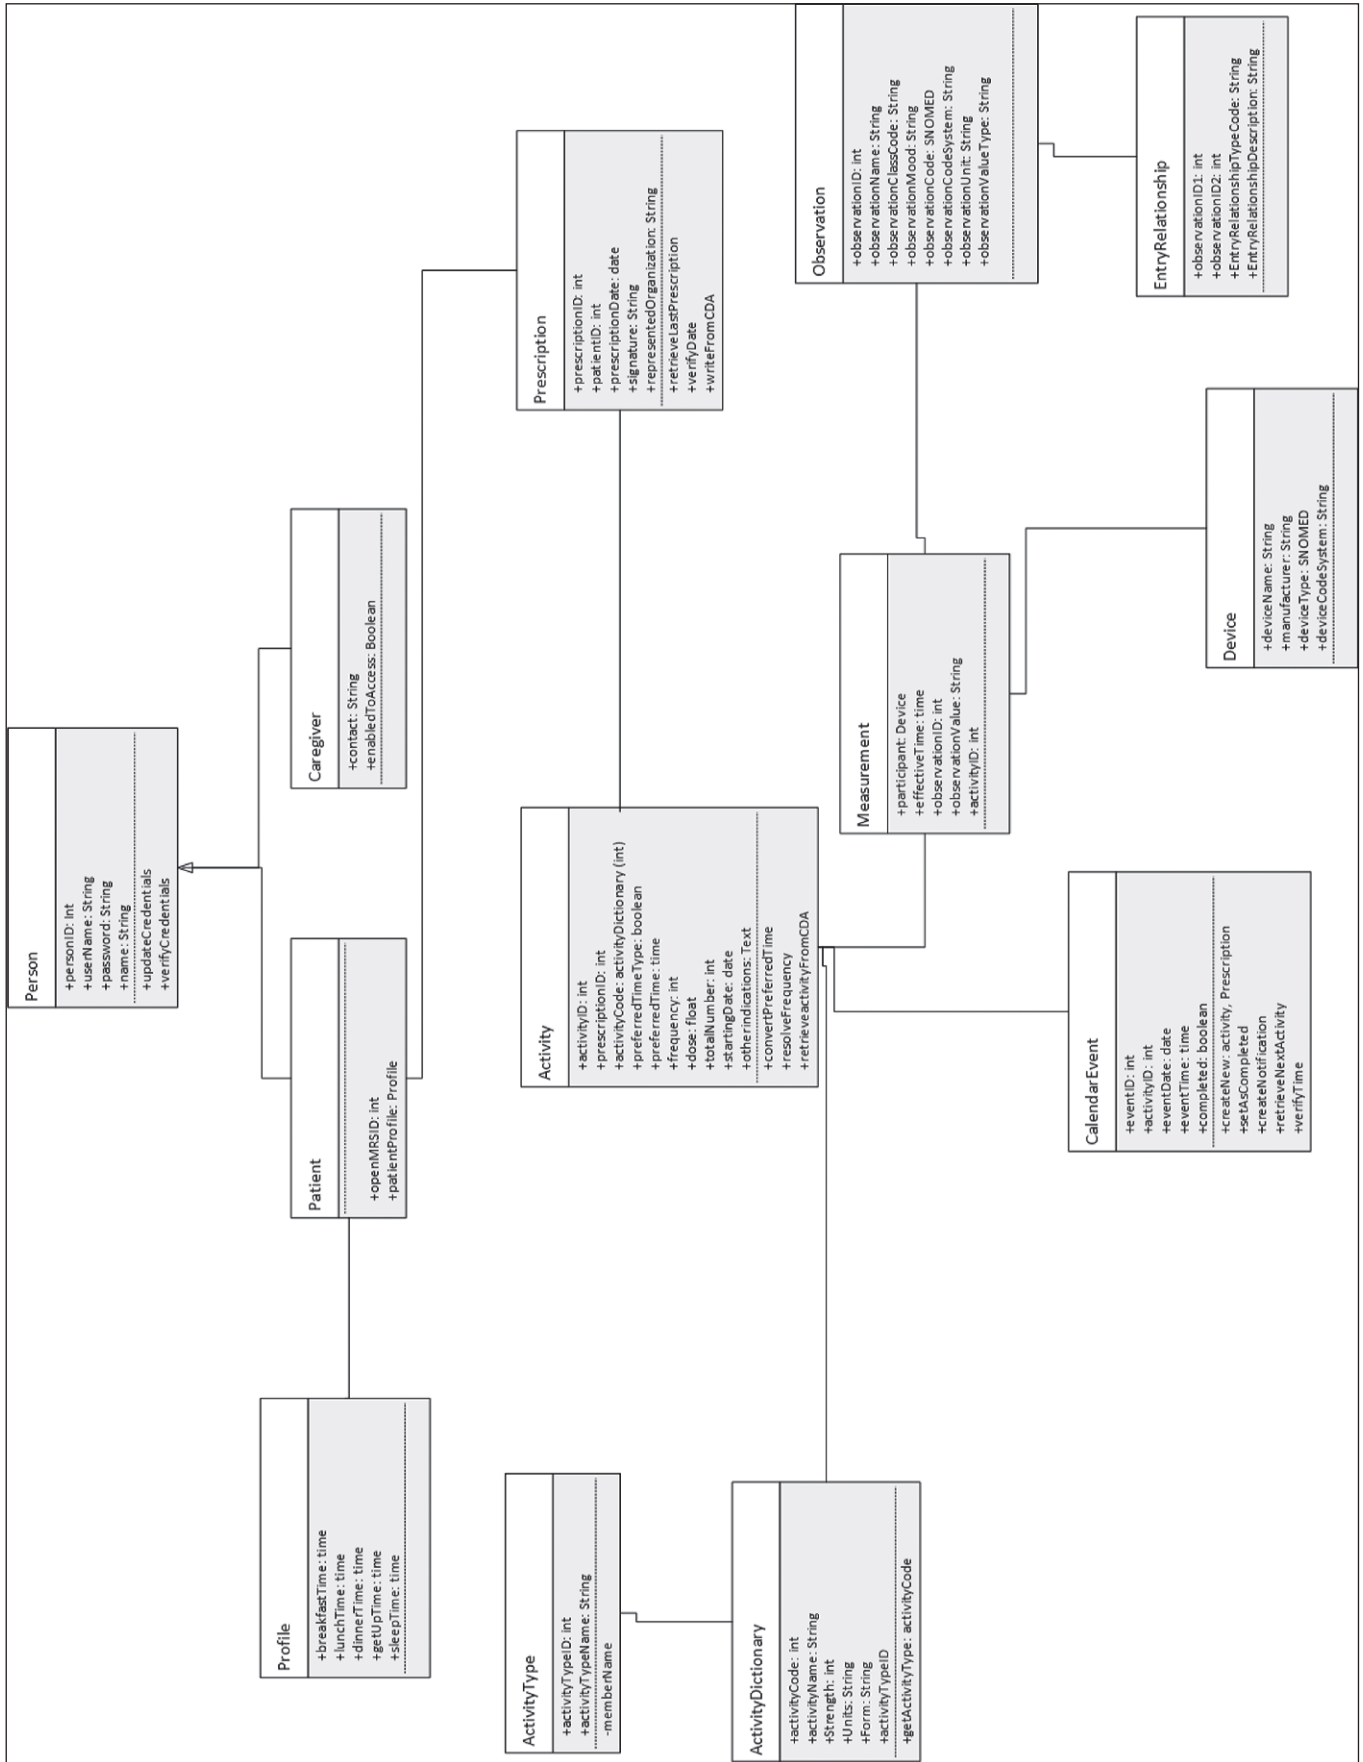 Person
+personID: Int
+userName: String
+password: String
+name: String
+updateCredentials
+verifyCredentials
Profile
+breakfastTime: time
+lunchTime: time
+dinnerTime: time
+getUpTime: time
+sleepTime: time
Patient
+openMRSID: int
+patientProfile: Profile
Caregiver
+contact: String
+enabledToAccess: Boolean
ActivityType
+activityTypeID: int
+activityTypeName: String
-memberName
Activity
+activityID: int
+prescriptionID: int
+activityCode: activityDictionary (int)
+preferredTimeType: boolean
+preferredTime: time
+frequency: int
+dose: float
+totalNumber: int
+startingDate: date
+otherindications: Text
+convertPreferredTime
+resolveFrequency
+retrieveactivityFromCDA
Prescription
+prescriptionID: int
+patientID: int
+prescriptionDate: date
+signature: String
+representedOrganization: String
+retrieveLastPrescription
+verifyDate
+writeFromCDA
ActivityDictionary
+activityCode: int
+activityName: String
+Strength: int
+Units: String
+Form: String
+activityTypeID
+getActivityType: activityCode
Measurement
+participant: Device
+effectiveTime: time
+observationID: int
+observationValue: String
+activityID: int
Observation
+observationID: int
+observationName: String
+observationClassCode: String
+observationMood: String
+observationCode: SNOMED
+observationCodeSystem: String
+observationUnit: String
+observationValueType: String
CalendarEvent
+eventID: int
+activityID: int
+eventDate: date
+eventTime: time
+completed: boolean
+createNew: activity, Prescription
+setAsCompleted
+createNotification
+retrieveNextActivity
+verifyTime
Device
+deviceName: String
+manufacturer: String
+deviceType: SNOMED
+deviceCodeSystem: String
EntryRelationship
+observationID1: int
+observationID2: int
+EntryRelationshipTypeCode: String
+EntryRelationshipDescription: String